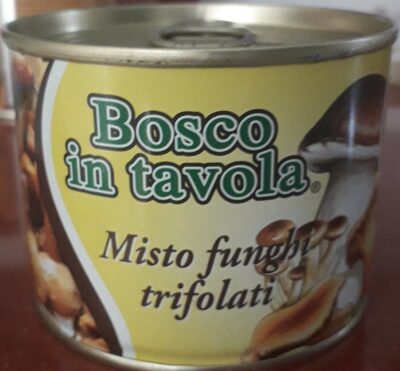 Bosco
in tavola®
Misto funghi
trifolati